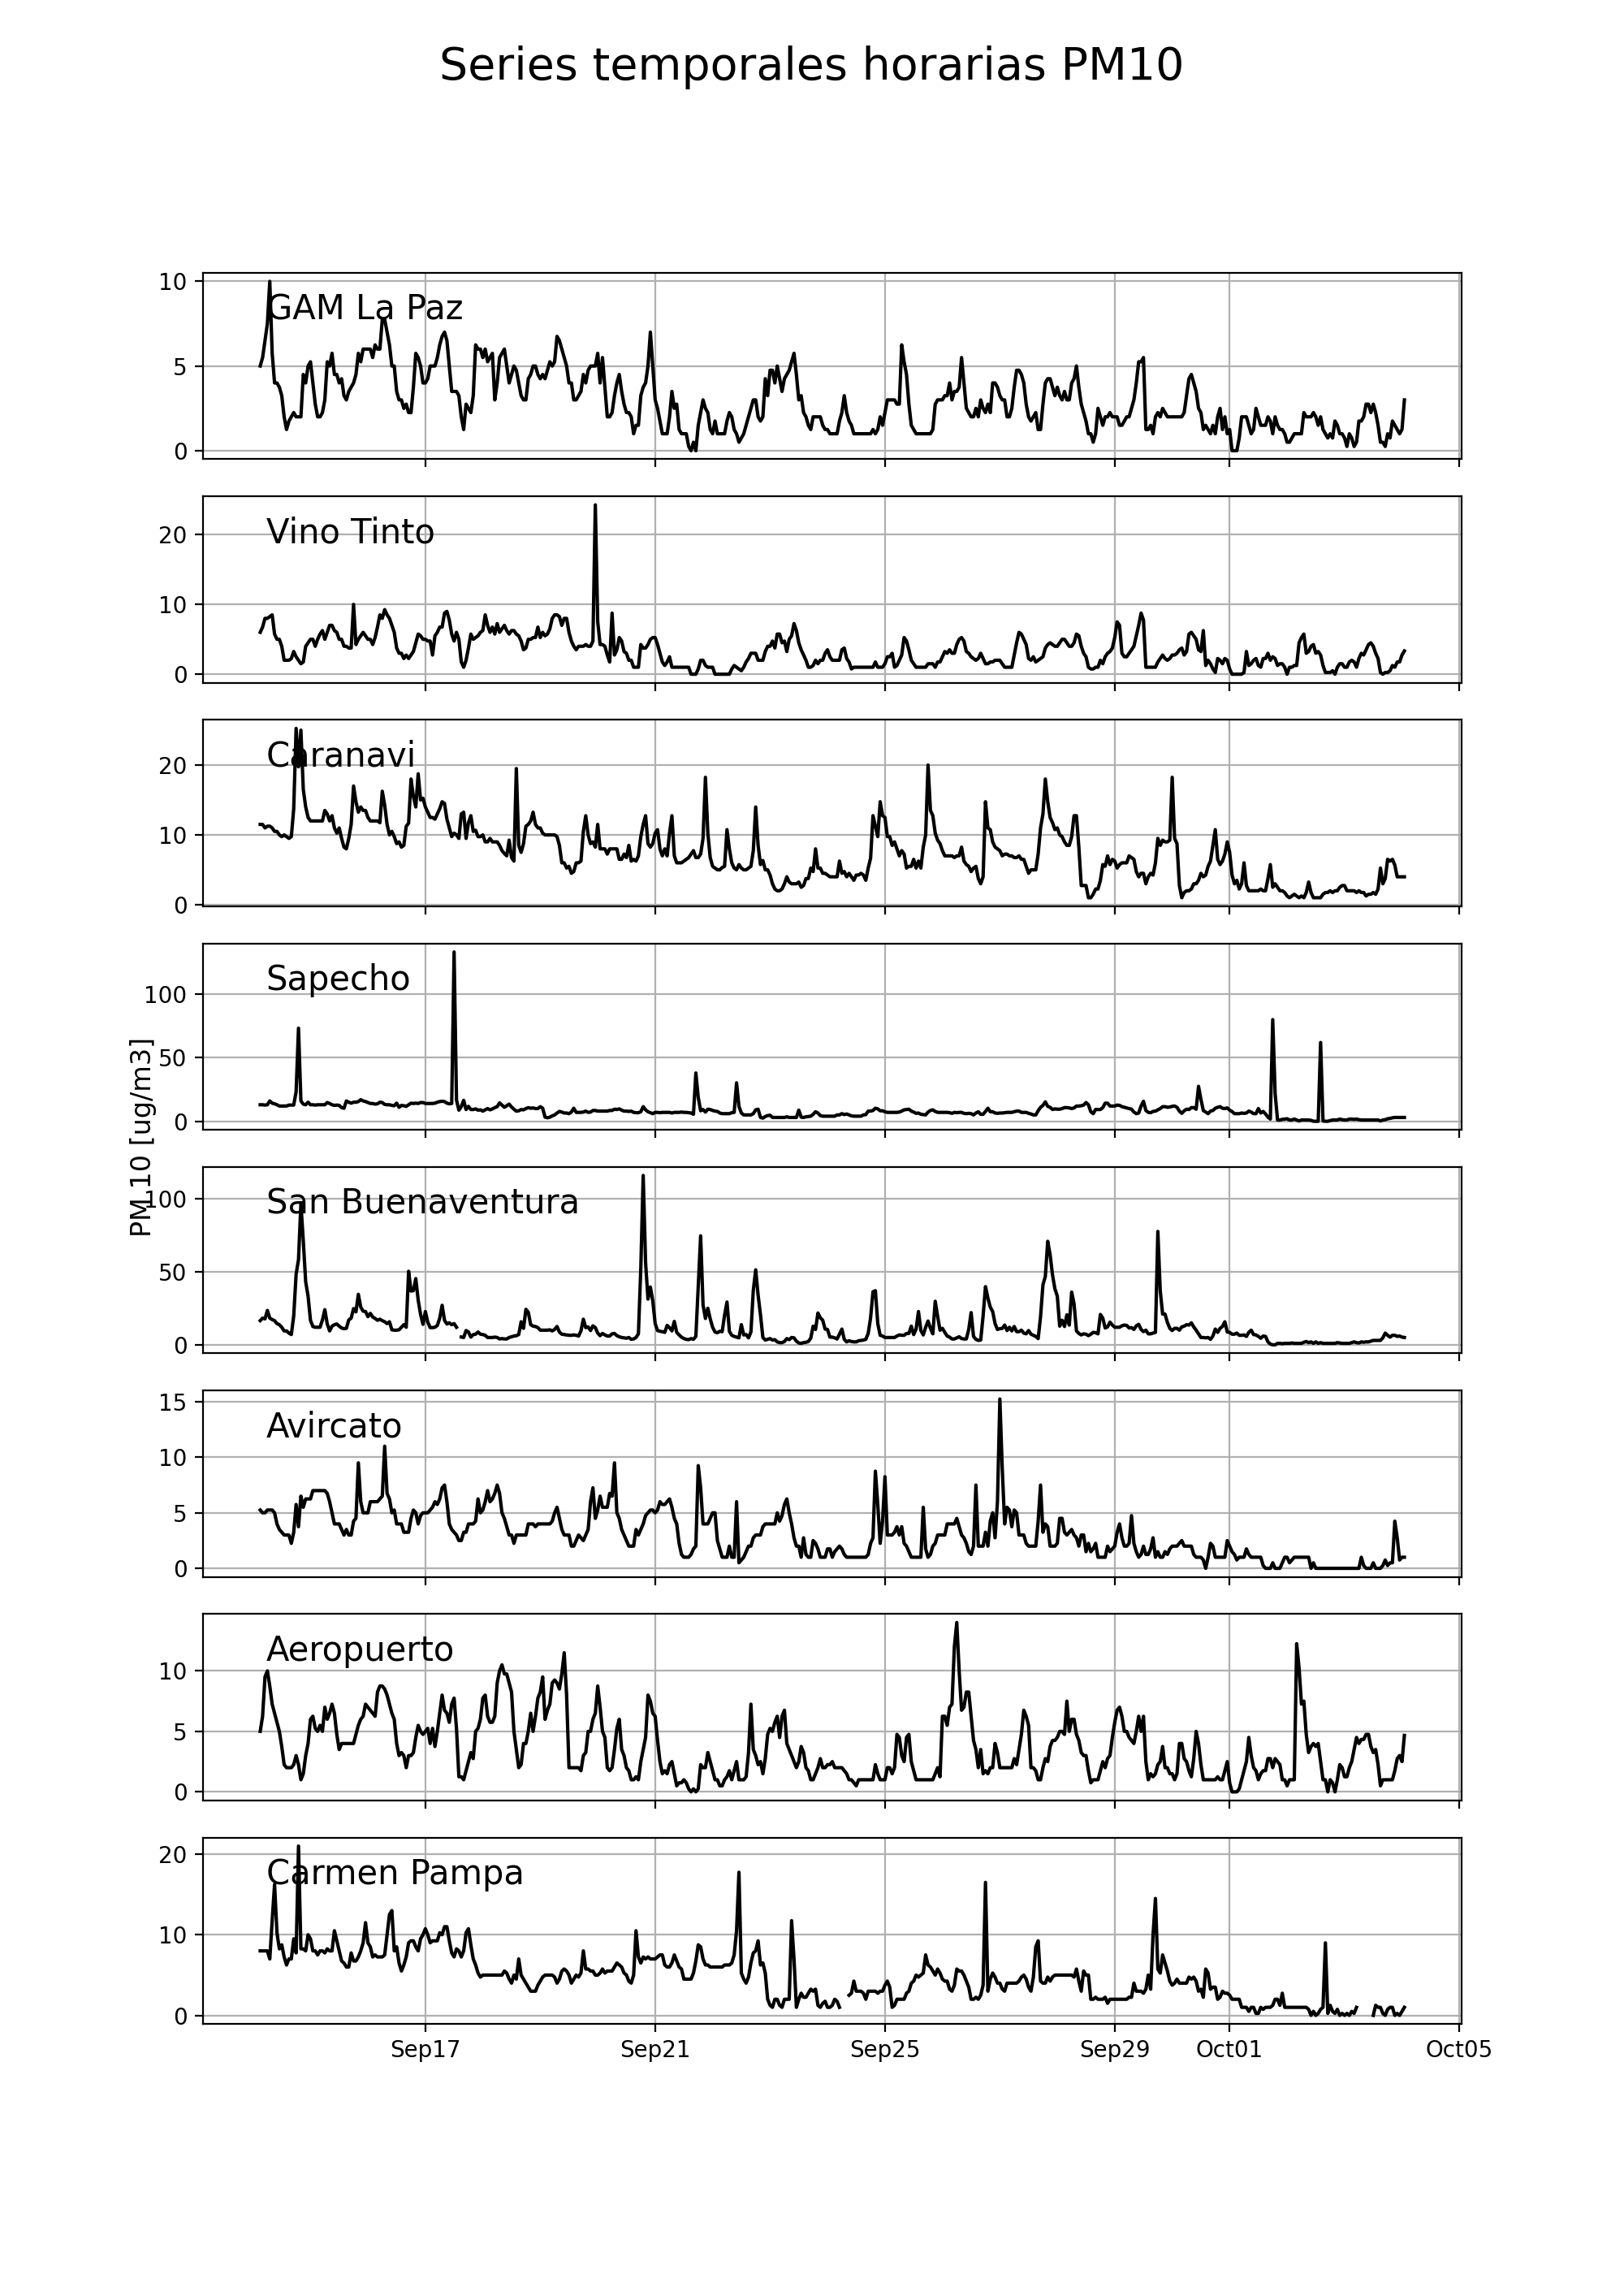 Series temporales horarias PM10
10
GAM La Paz
5
0
20
Vino Tinto
10
0
20
Caranavi
10
0
PM 10 [ug/m3]
100
Sapecho
50
0
100
San Buenaventura
50
0
15
Avircato
10
5
0
10
Aeropuerto
5
0
20
Carmen Pampa
10
0
Sep17 Sep21 Sep25 Sep29 Oct01 Oct05